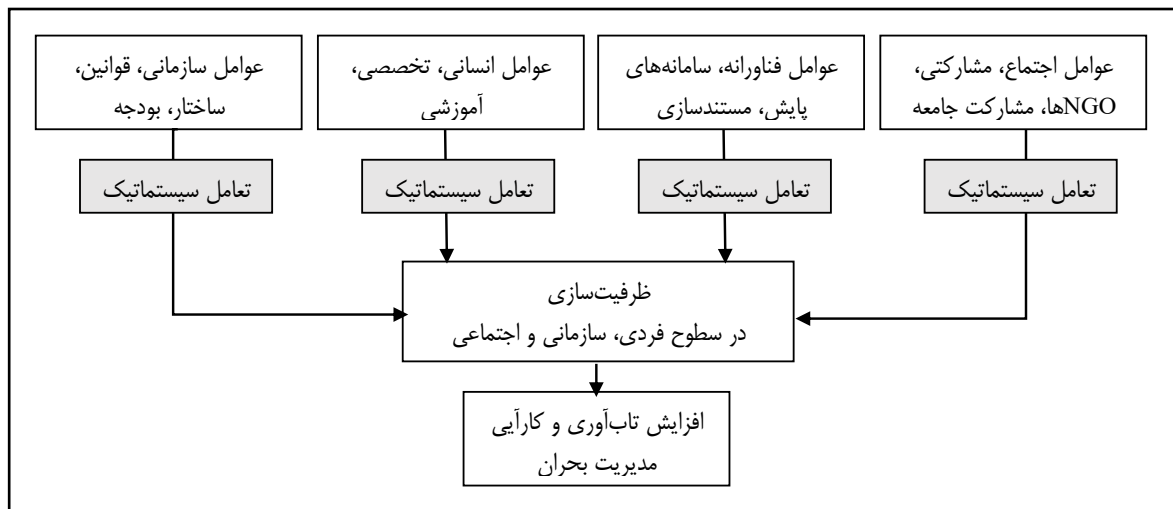 عوامل اجتماع، مشارکتی،
NGOها، مشارکت جامعه
عوامل فناورانه، سامانه‌های
پایش، مستندسازی
عوامل انسانی، تخصصی،
آموزشی
عوامل سازمانی، قوانین،
ساختار، بودجه
تعامل سیستماتیک
تعامل سیستماتیک
تعامل سیستماتیک
تعامل سیستماتیک
ظرفیت‌سازی
در سطوح فردی، سازمانی و اجتماعی
افزایش تاب‌آوری و کارآیی
مدیریت بحران